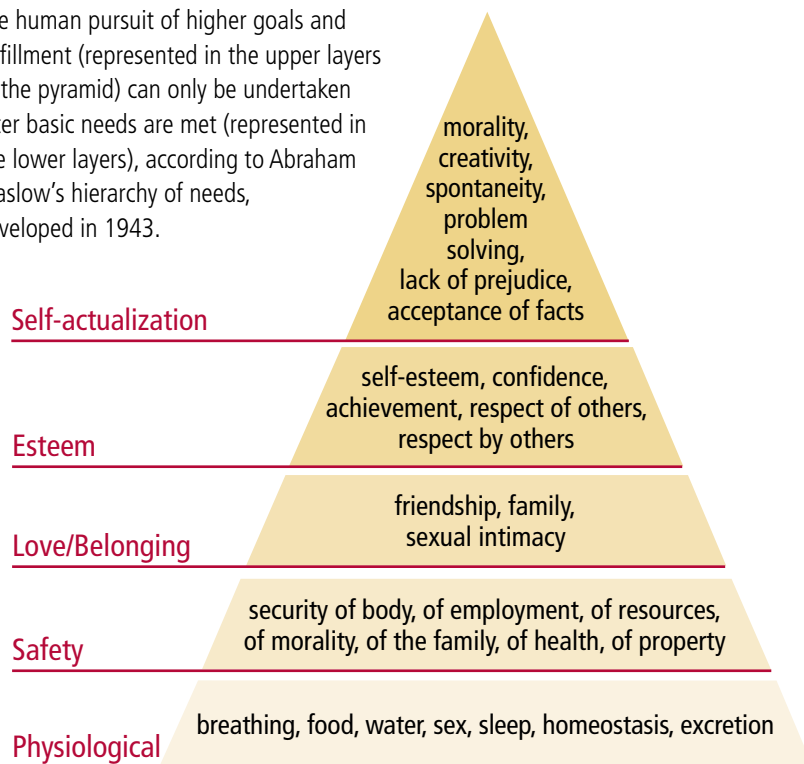 e human pursuit of higher goals and
fillment (represented in the upper layers
the pyramid) can only be undertaken
ter basic needs are met (represented in
e lower layers), according to Abraham
aslow's hierarchy of needs,
veloped in 1943.
morality,
creativity,
spontaneity,
problem
solving,
lack of prejudice,
acceptance of facts
Self-actualization
self-esteem, confidence,
achievement, respect of others,
respect by others
Esteem
friendship, family,
sexual intimacy
Love/Belonging
security of body, of employment, of resources,
of morality, of the family, of health, of property
Safety
breathing, food, water, sex, sleep, homeostasis, excretion
Physiological